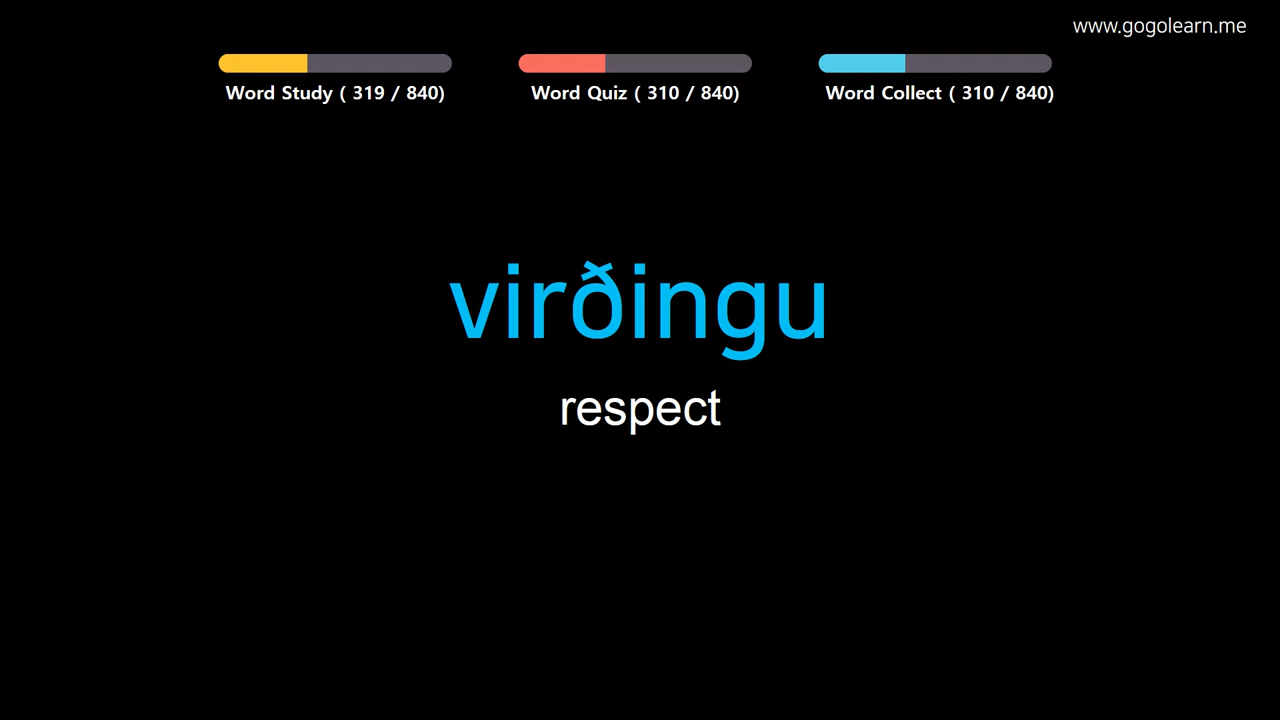 www.gogolearn.me
Word Study ( 319 / 840)
Word Quiz ( 310 / 840)
Word Collect ( 310 / 840)
virðingu
respect